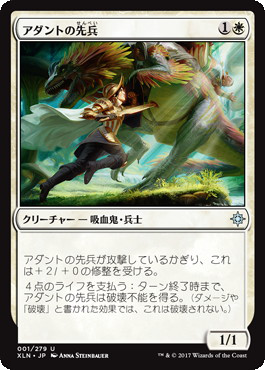 アダントの先兵
せんぺい
1
クリーチャー — 吸血鬼・兵士
アダントの先兵が攻撃しているかぎり、これ
は+2/+0の修整を受ける。
4点のライフを支払う:ターン終了時まで、
アダントの先兵は破壊不能を得る。(ダメージや
「破壊」と書かれた効果では、これは破壊されない。)
1/1
001/279 U
XLN • JP ANNA STEINBAUER
™ & © 2017 Wizards of the Coast